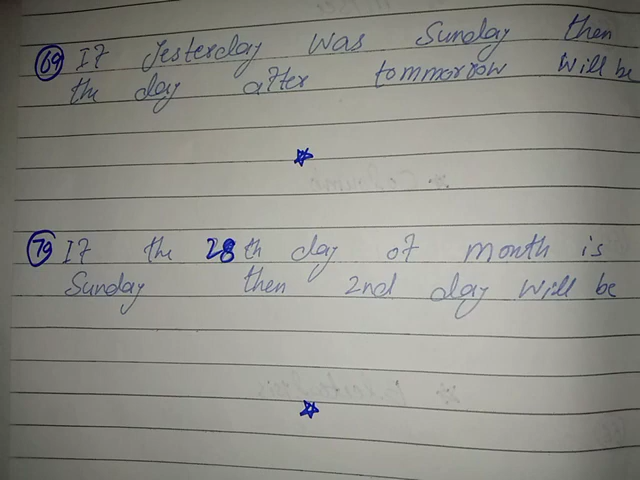 69 If Yesterday was Sunday then
the day after tommorrow will be
79 If the 28th day of month is
Sunday then 2nd day will be